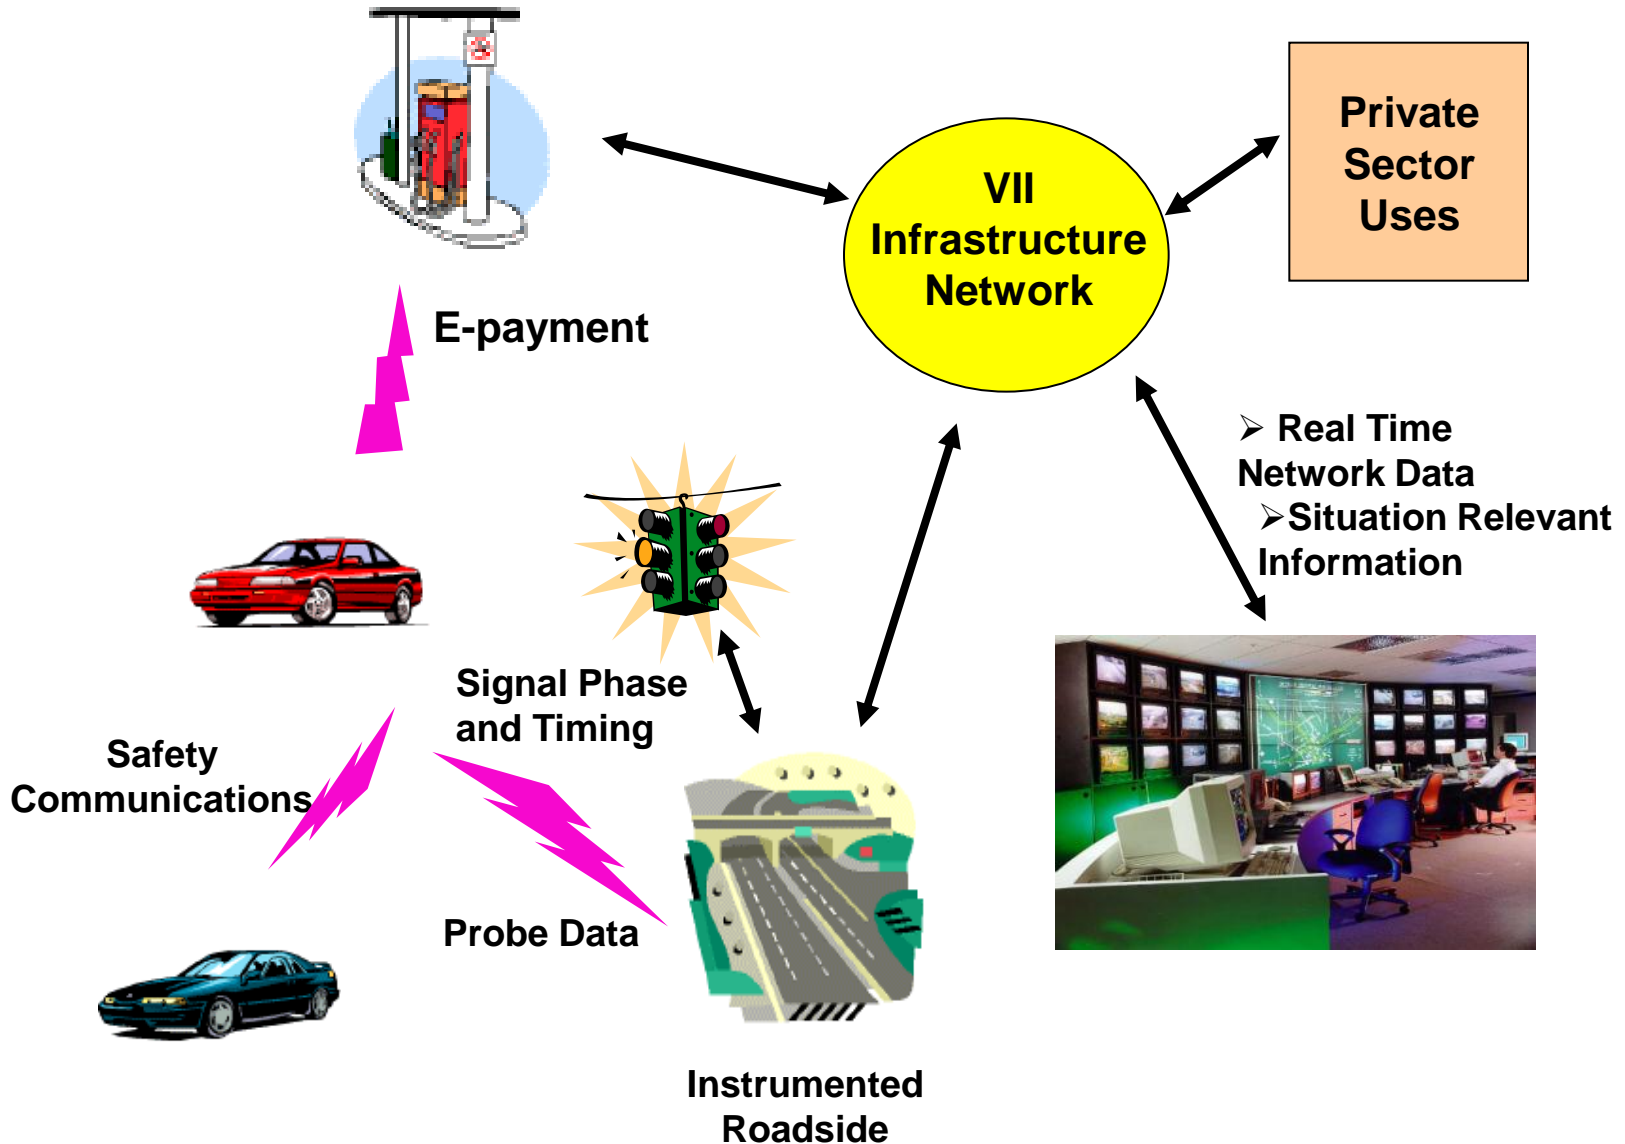 Private
Sector
Uses
VII
Infrastructure
Network
E-payment
➢ Real Time
Network Data
➢Situation Relevant
Information
Signal Phase
and Timing
Safety
Communications
Probe Data
Instrumented
Roadside